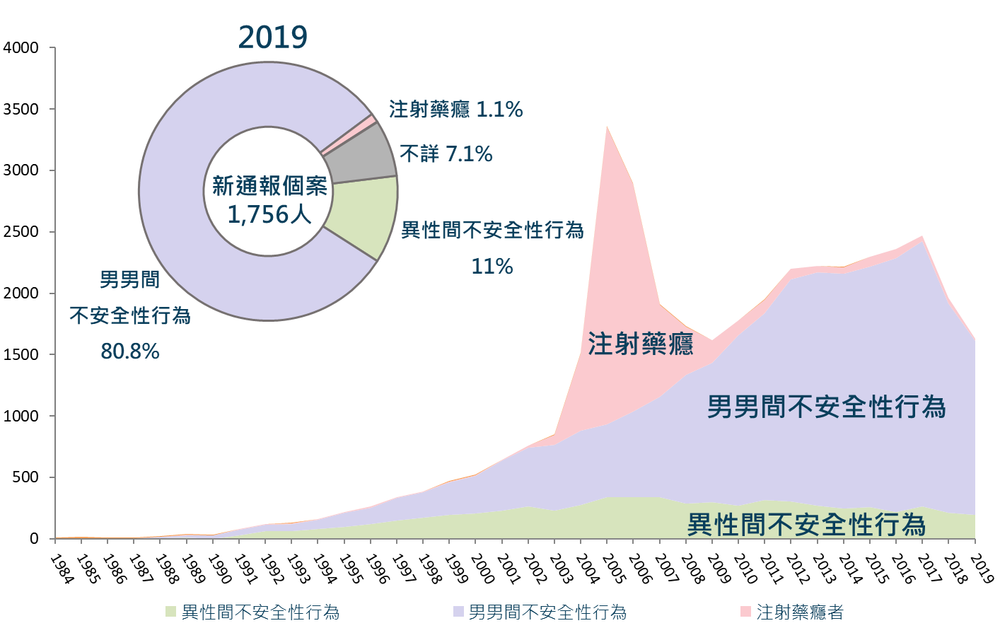 2019
4000
3500
3000
2500
2000
1500
1000
500
0
注射藥癮 1.1%
不詳 7.1%
新通報個案
1,756人
異性間不安全性行為
11%
男男間
不安全性行為
80.8%
注射藥癮
男男間不安全性行為
異性間不安全性行為
1984 1985 1986 1987 1988 1989 1990 1991 1992 1993 1994 1995 1996 1997 1998 1999 2000 2001 2002 2003 2004 2005 2006 2007 2008 2009 2010 2011 2012 2013 2014 2015 2016 2017 2018 2019
異性間不安全性行為 男男間不安全性行為 注射藥癮者